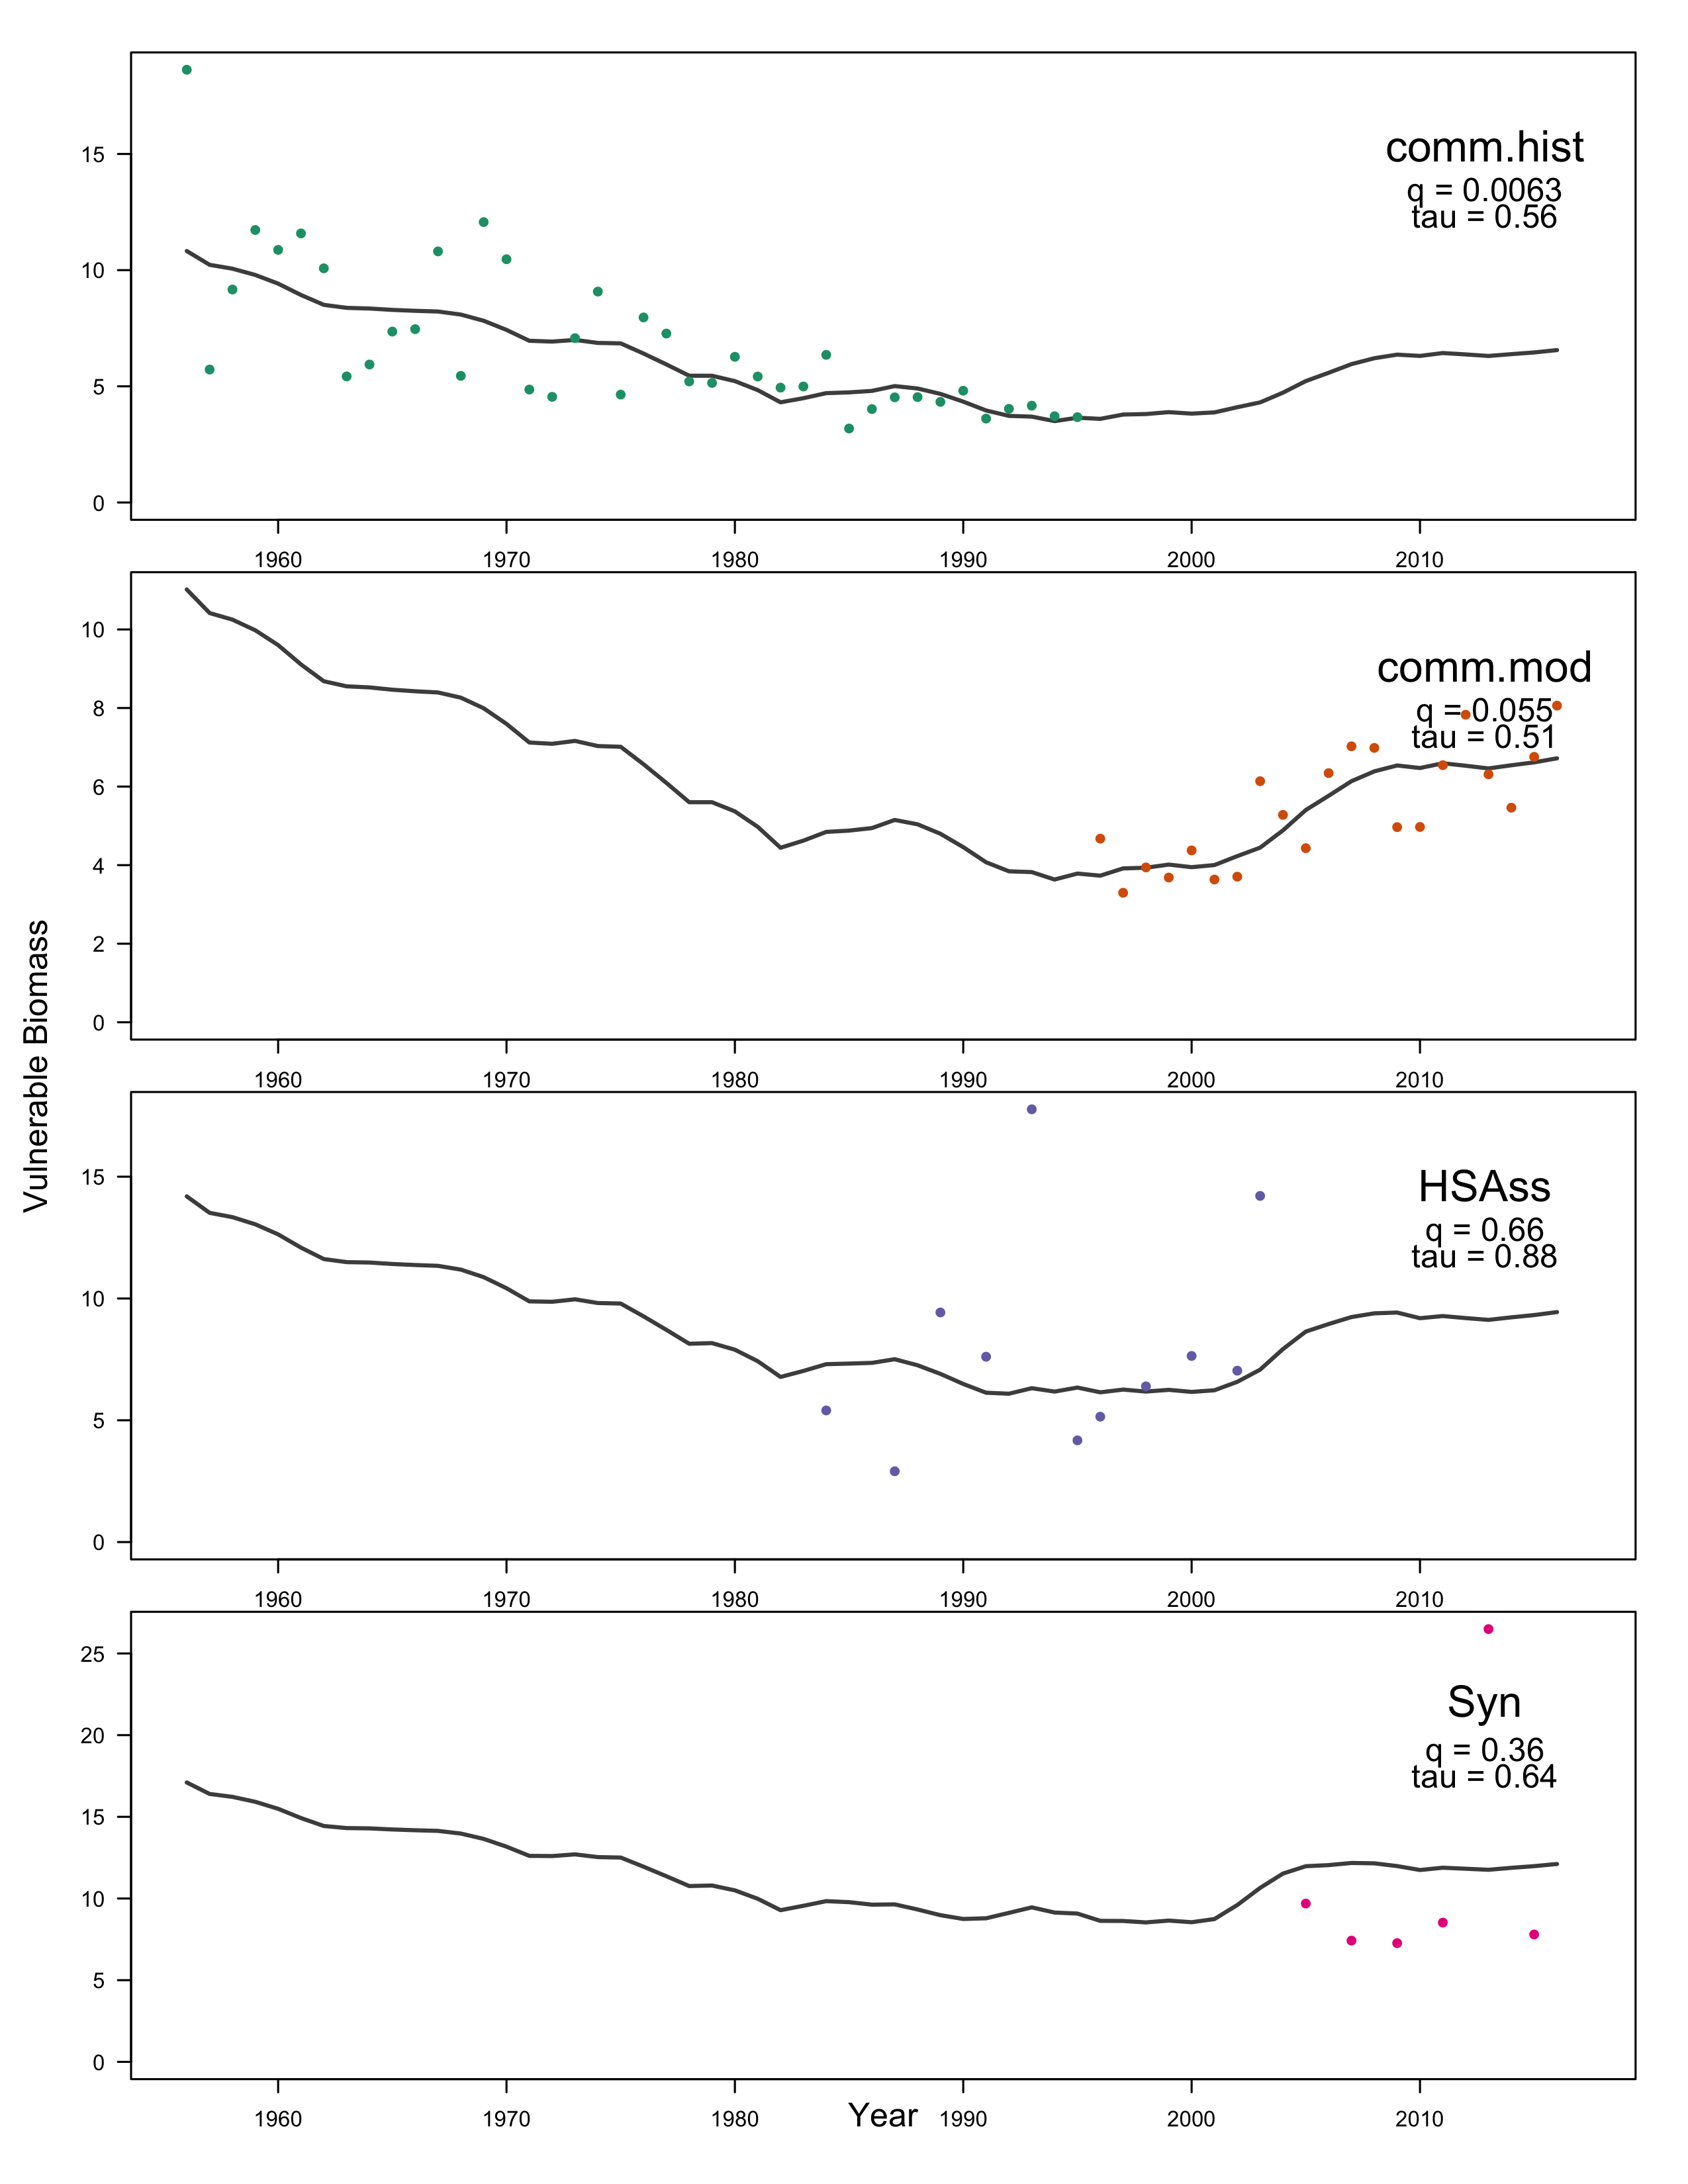 comm.hist
q = 0.0063
tau = 0.56
15
10
5
0
1960 1970 1980 1990 2000 2010
comm.mod
q = 0.055
tau = 0.51
10
8
6
4
2
0
1960 1970 1980 1990 2000 2010
Vulnerable Biomass
HSAss
q = 0.66
tau = 0.88
15
10
5
0
1960 1970 1980 1990 2000 2010
Syn
q = 0.36
tau = 0.64
25
20
15
10
5
0
1960 1970 1980 1990 2000 2010
Year